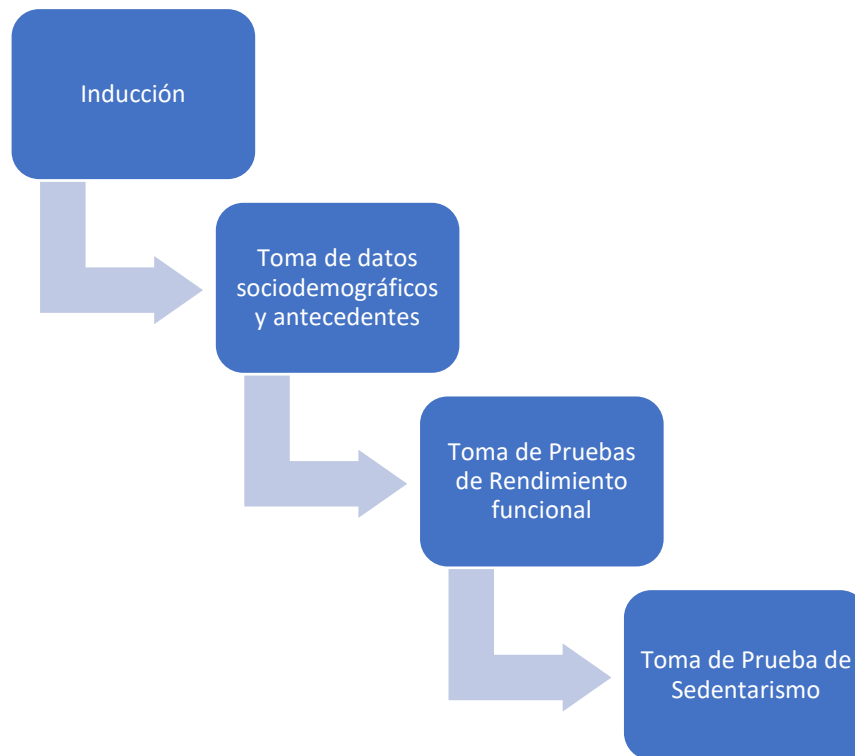 Inducción
Toma de datos
sociodemográficos
y antecedentes
Toma de Pruebas
de Rendimiento
funcional
Toma de Prueba de
Sedentarismo